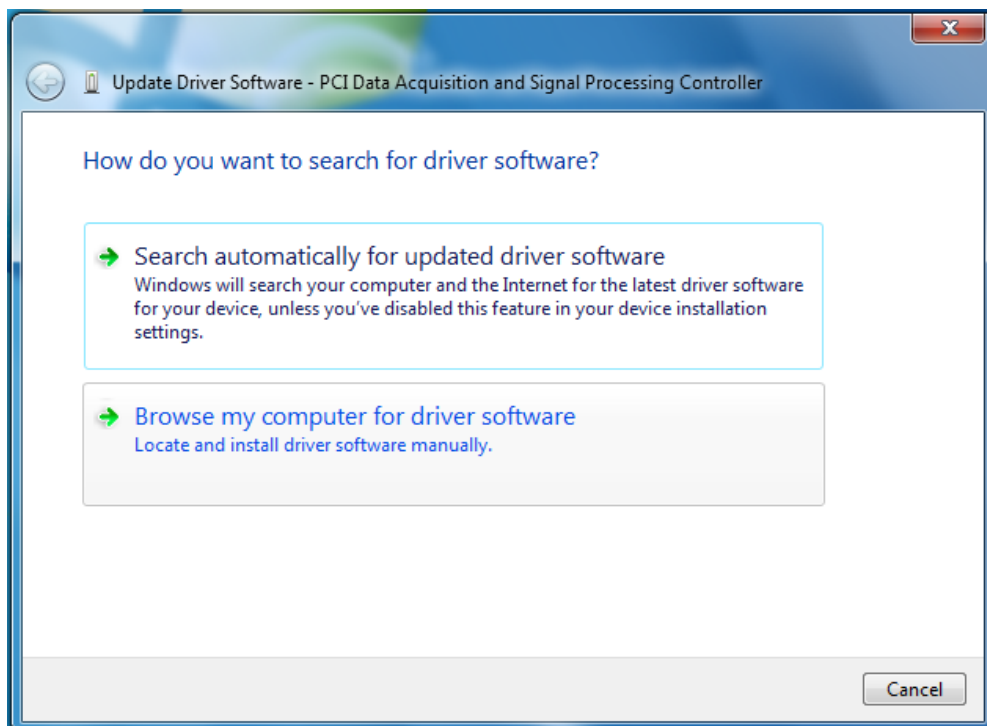 Update Driver Software - PCI Data Acquisition and Signal Processing Controller
How do you want to search for driver software?
Search automatically for updated driver software
Windows will search your computer and the Internet for the latest driver software
for your device, unless you've disabled this feature in your device installation
settings.
Browse my computer for driver software
Locate and install driver software manually.
Cancel